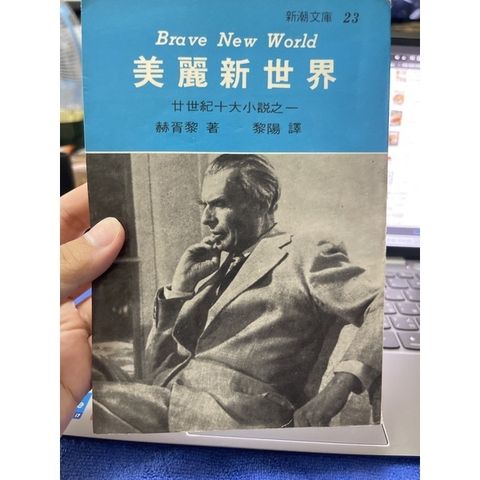 新潮文庫 23
Brave New World
美麗新世界
廿世紀十大小説之一
赫胥黎 著 黎陽 譯